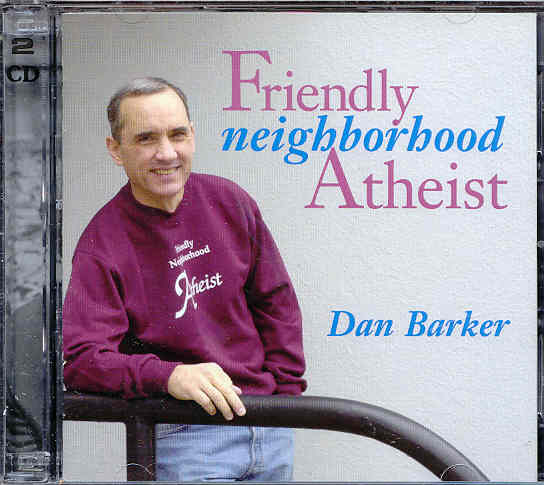 2
CD
Friendly
neighborhood
Atheist
Friendly
Neighborhood
Atheist
Dan Barker